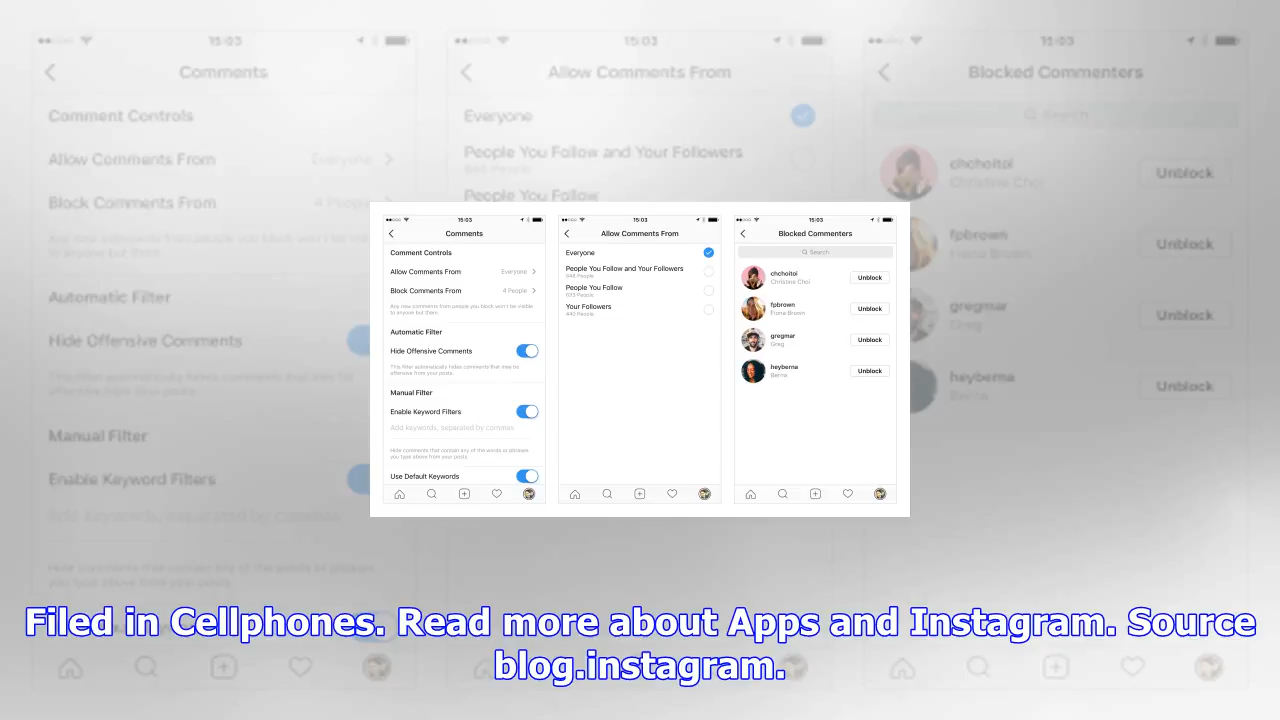 15:03
Comments
Comment Controls
Allow Comments From Everyone
Block Comments From 4 People
Any new comments from people you block won't be visible
to anyone but them.
Automatic Filter
Hide Offensive Comments
This filter automatically hides comments that may be
offensive from your posts.
Manual Filter
Enable Keyword Filters
Add keywords, separated by commas
Hide comments that contain any of the words or phrases
you type above from your posts.
Use Default Keywords
15:03
Allow Comments From
Everyone
People You Follow and Your Followers
People You Follow
Your Followers
15:03
Blocked Commenters
Search
chchoitoi
Christine Choi
Unblock
fpbrown
Fiona Brown
Unblock
gregmar
Greg
Unblock
heyberna
Berna
Unblock
Filed in Cellphones. Read more about Apps and Instagram. Source
blog.instagram.